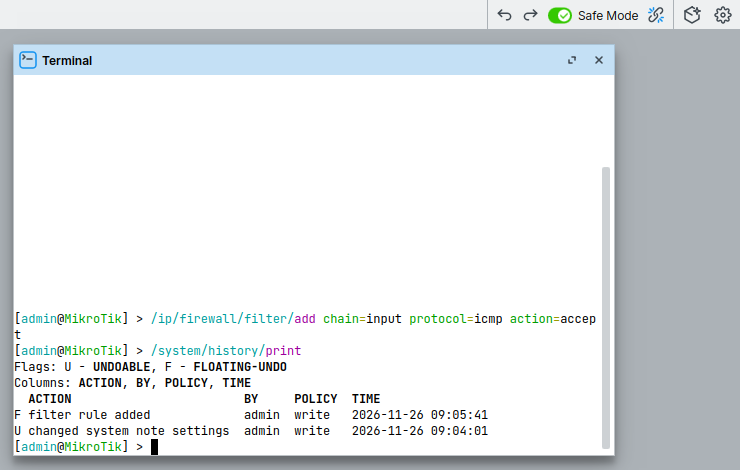 Safe Mode
Terminal
[admin@MikroTik] > /ip/firewall/filter/add chain=input protocol=icmp action=accep
t
[admin@MikroTik] > /system/history/print
Flags: U - UNDOABLE, F - FLOATING-UNDO
Columns: ACTION, BY, POLICY, TIME
  ACTION                        BY     POLICY  TIME
F filter rule added             admin  write   2026-11-26 09:05:41
U changed system note settings  admin  write   2026-11-26 09:04:01
[admin@MikroTik] >